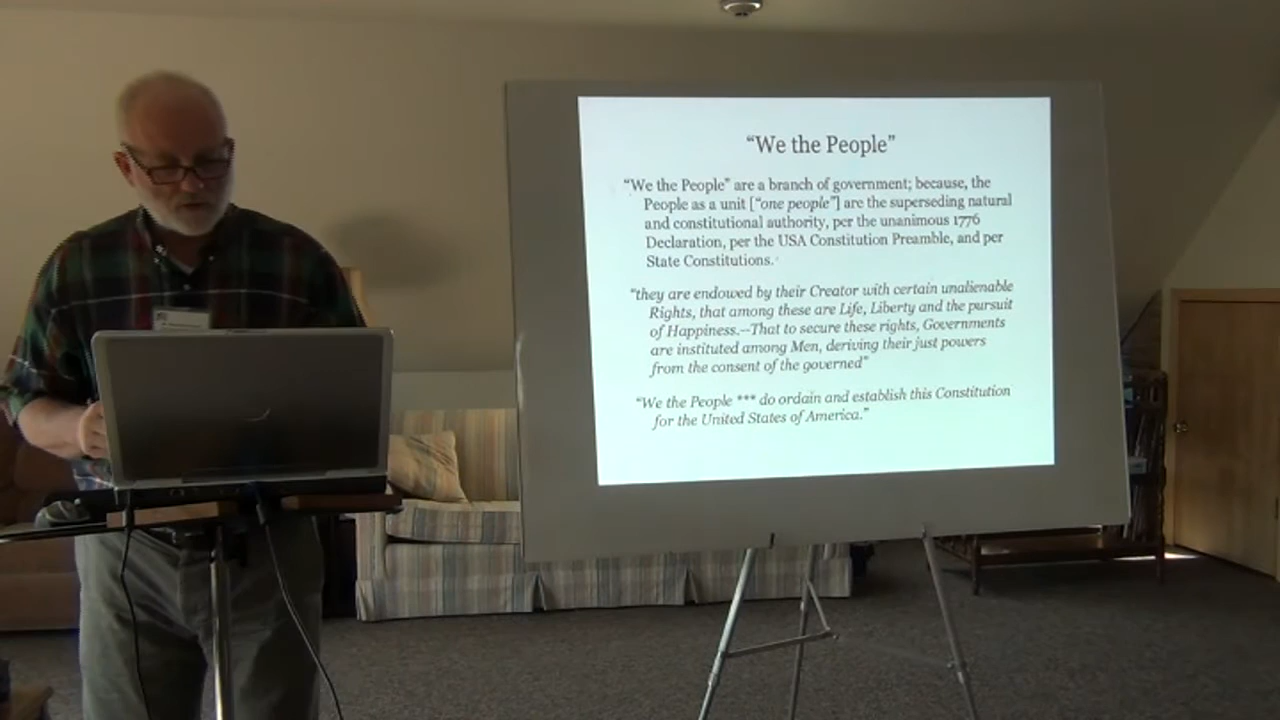 “We the People”
“We the People” are a branch of government; because, the
People as a unit [“one people”] are the superseding natural
and constitutional authority, per the unanimous 1776
Declaration, per the USA Constitution Preamble, and per
State Constitutions.
“they are endowed by their Creator with certain unalienable
Rights, that among these are Life, Liberty and the pursuit
of Happiness.--That to secure these rights, Governments
are instituted among Men, deriving their just powers
from the consent of the governed”
“We the People *** do ordain and establish this Constitution
for the United States of America.”